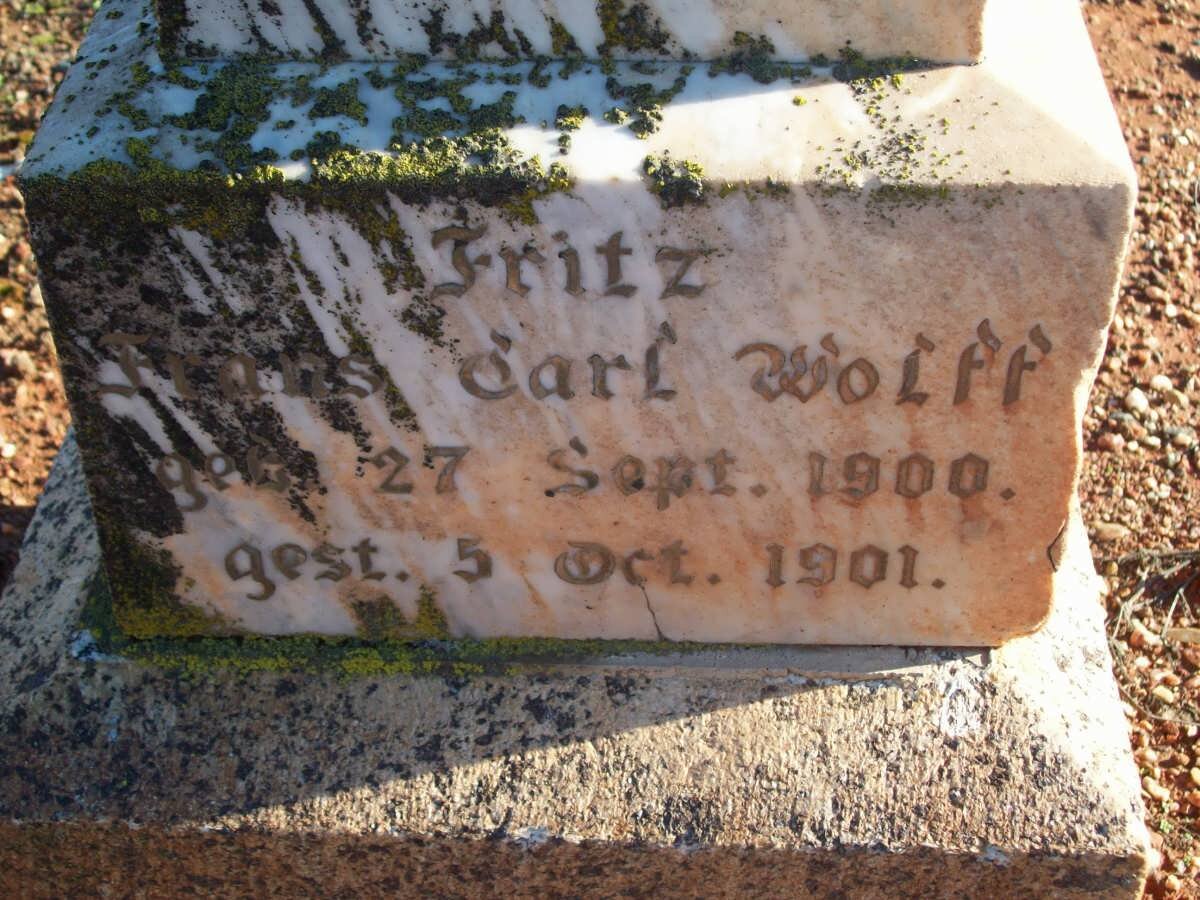 Fritz
Frans Carl Wolff
geb. 27 Sept. 1900.
gest. 5 Oct. 1901.